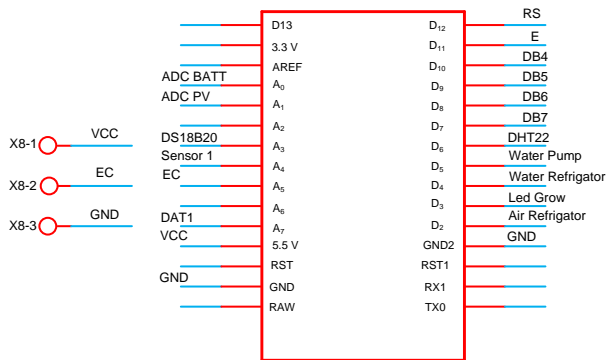 D13 D₁₂ RS
3.3 V D₁₁ E
AREF D₁₀ DB4
ADC BATT A₀ D₉ DB5
ADC PV A₁ D₈ DB6
A₂ D₇ DB7
X8-1 VCC DS18B20 A₃ D₆ DHT22
Sensor 1 A₄ D₅ Water Pump
X8-2 EC EC A₅ D₄ Water Refrigrator
A₆ D₃ Led Grow
X8-3 GND DAT1 A₇ D₂ Air Refrigator
VCC 5.5 V GND2 GND
RST RST1
GND GND RX1
RAW TX0